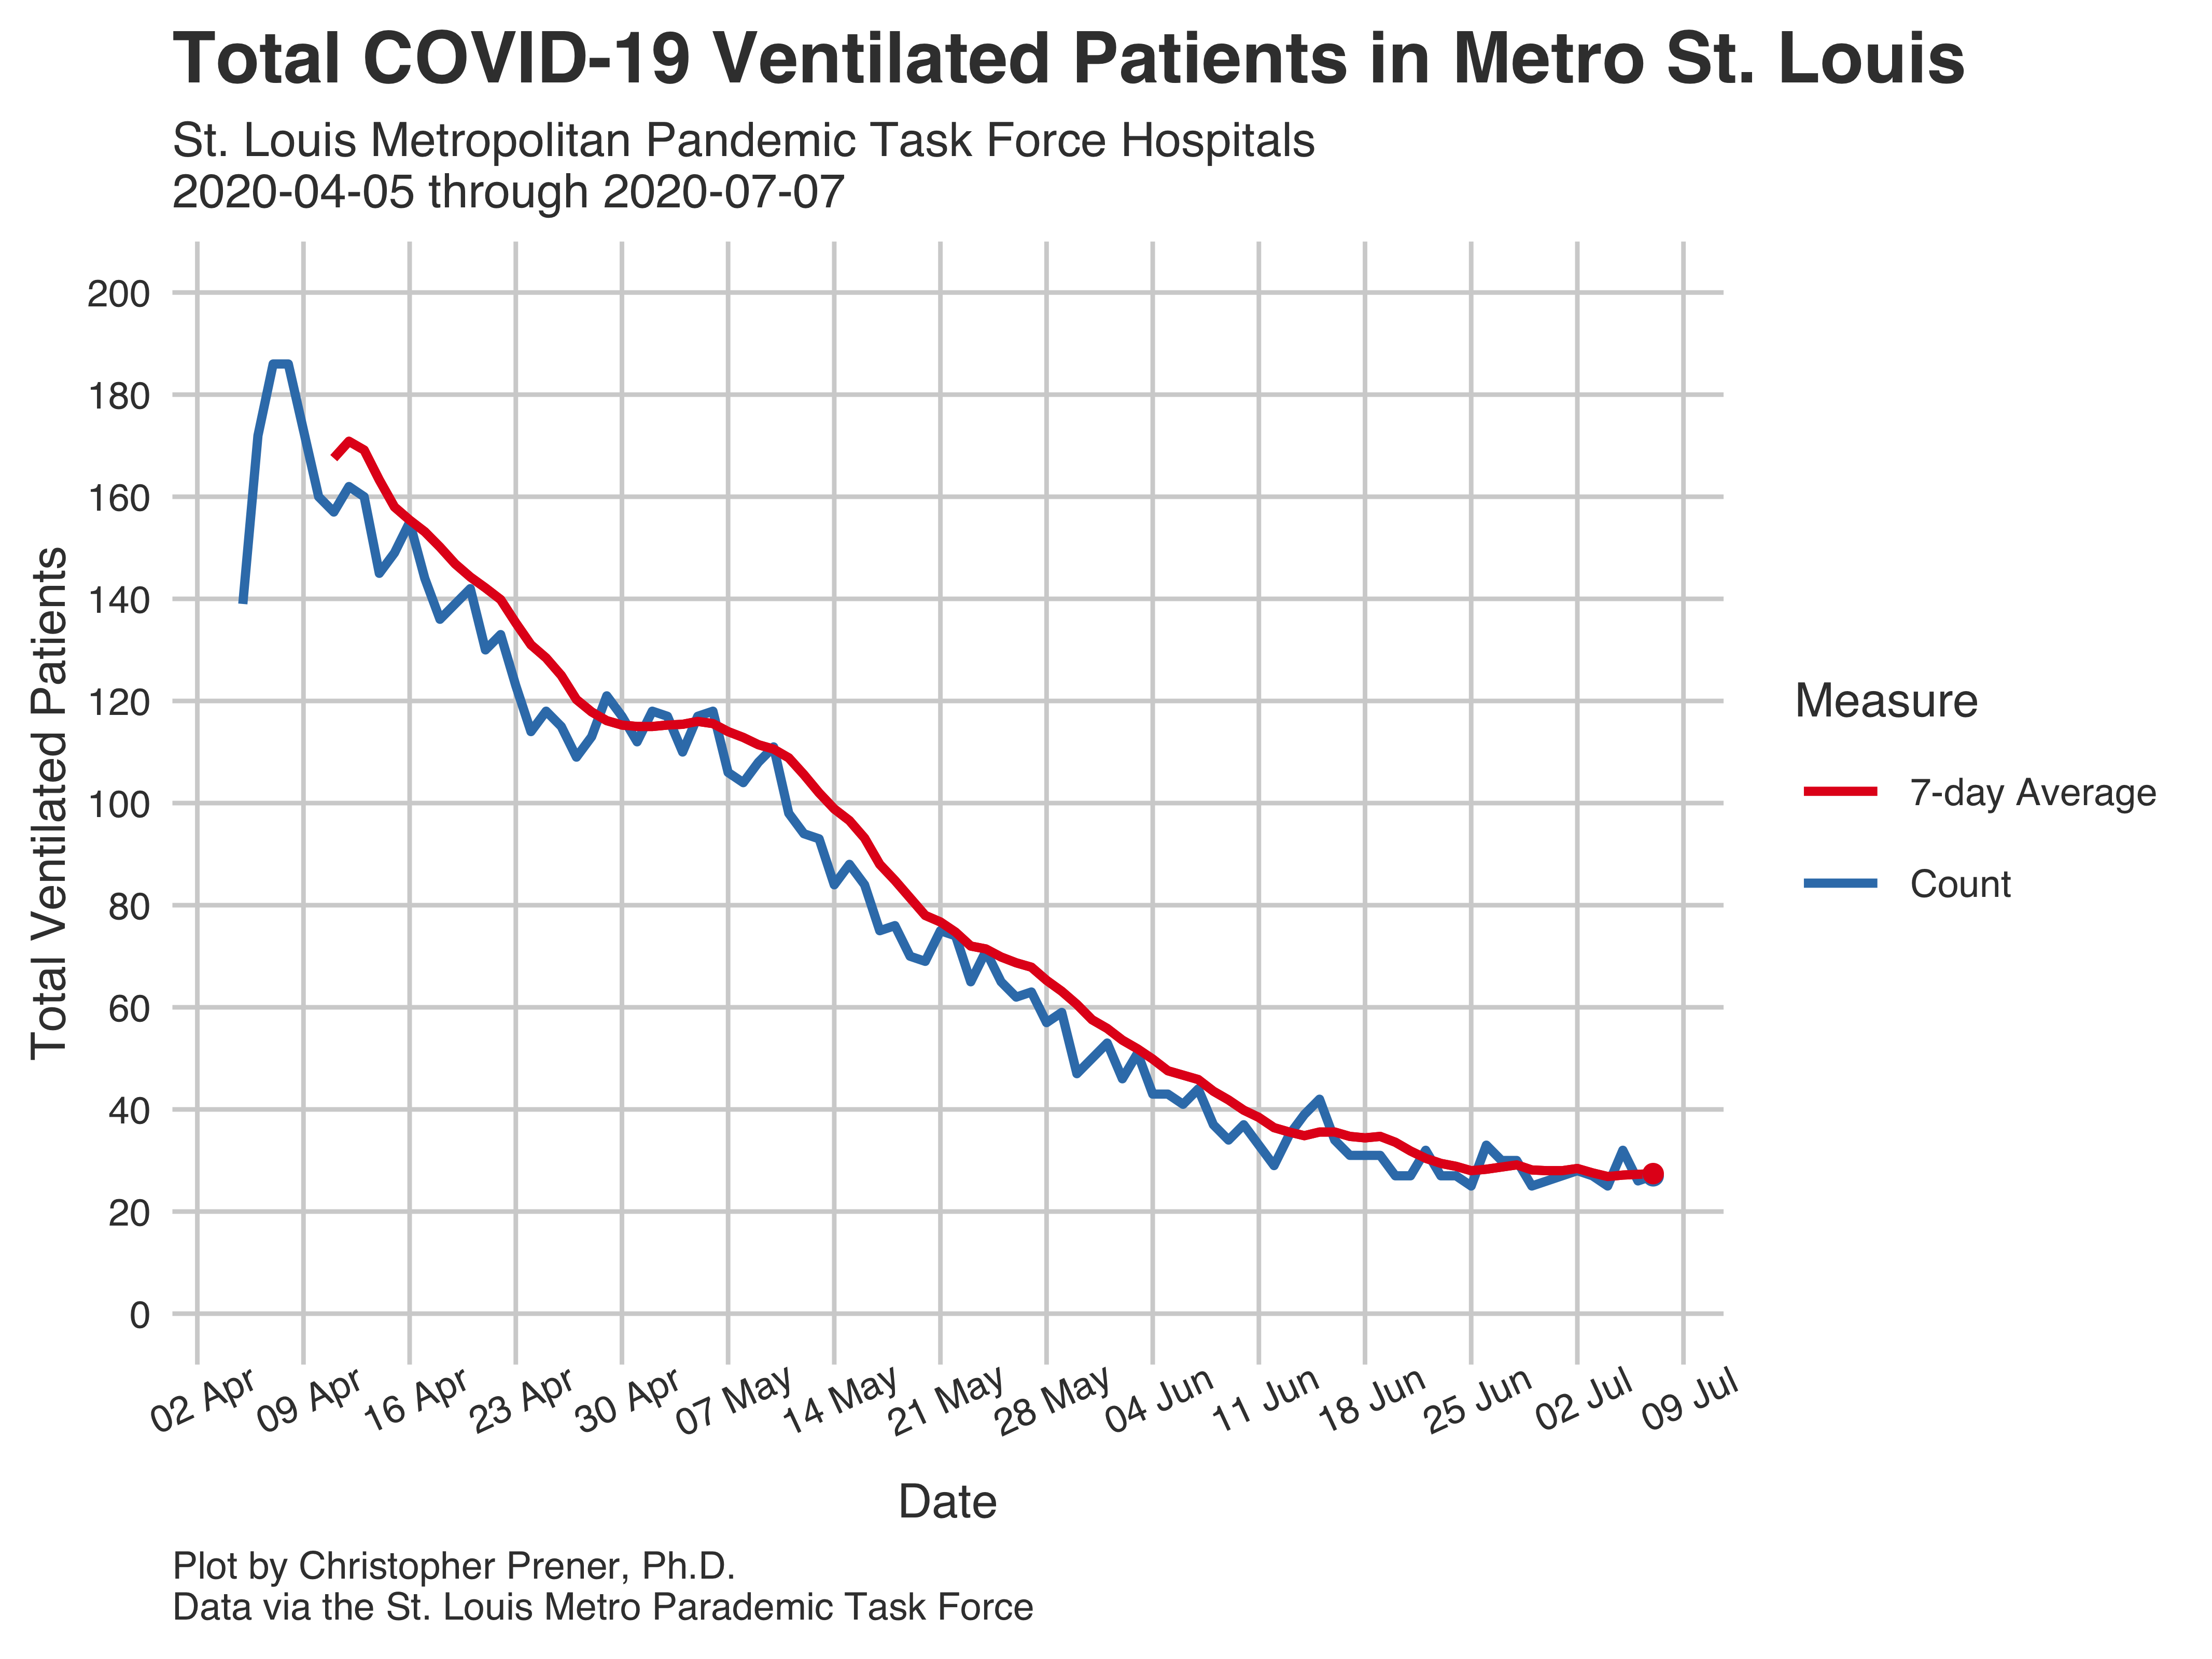 Total COVID-19 Ventilated Patients in Metro St. Louis
St. Louis Metropolitan Pandemic Task Force Hospitals
2020-04-05 through 2020-07-07
Total Ventilated Patients
200
180
160
140
120
100
80
60
40
20
0
02 Apr
09 Apr
16 Apr
23 Apr
30 Apr
07 May
14 May
21 May
28 May
04 Jun
11 Jun
18 Jun
25 Jun
02 Jul
09 Jul
Date
Measure
7-day Average
Count
Plot by Christopher Prener, Ph.D.
Data via the St. Louis Metro Parademic Task Force